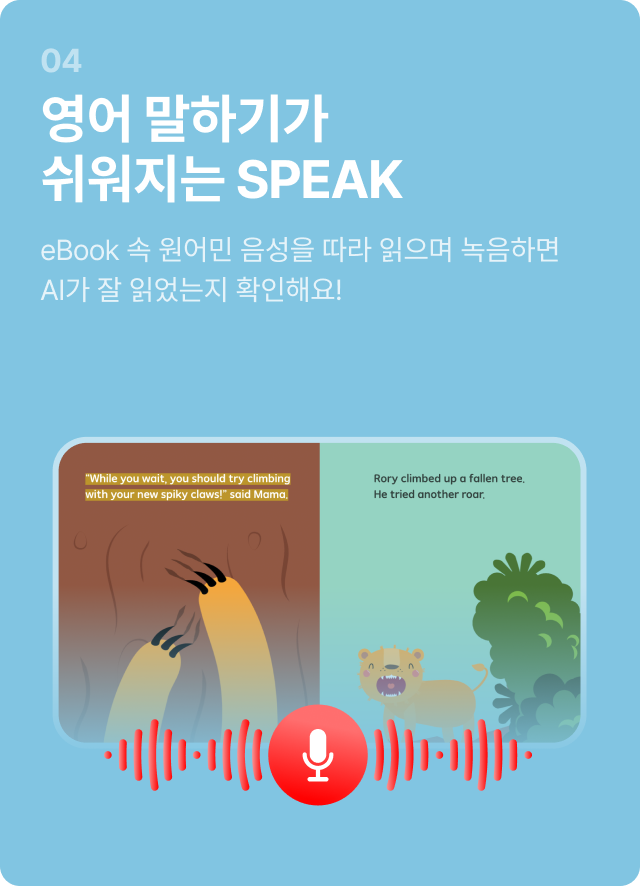 04
영어 말하기가
쉬워지는 SPEAK
eBook 속 원어민 음성을 따라 읽으며 녹음하면
AI가 잘 읽었는지 확인해요!
"While you wait, you should try climbing
with your new spiky claws!" said Mama.
Rory climbed up a fallen tree.
He tried another roar.